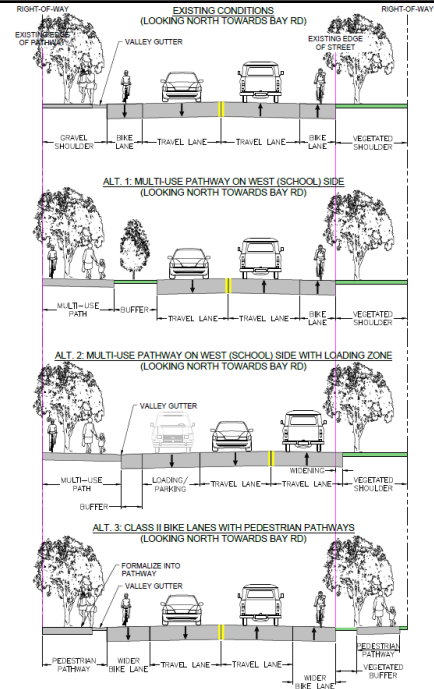 RIGHT-OF-WAY
EXISTING CONDITIONS
RIGHT-OF-WAY
(LOOKING NORTH TOWARDS BAY RD)
EXISTING EDGE
OF PATHWAY
VALLEY GUTTER
EXISTING EDGE
OF STREET
GRAVEL
SHOULDER
BIKE
LANE
TRAVEL LANE
TRAVEL LANE
BIKE
LANE
VEGETATED
SHOULDER
ALT. 1: MULTI-USE PATHWAY ON WEST (SCHOOL) SIDE
(LOOKING NORTH TOWARDS BAY RD)
MULTI-USE
PATH
BUFFER
TRAVEL LANE
TRAVEL LANE
BIKE
LANE
VEGETATED
SHOULDER
ALT. 2: MULTI-USE PATHWAY ON WEST (SCHOOL) SIDE WITH LOADING ZONE
(LOOKING NORTH TOWARDS BAY RD)
VALLEY GUTTER
WIDENING
MULTI-USE
PATH
BUFFER
LOADING/
PARKING
TRAVEL LANE
TRAVEL LANE
VEGETATED
SHOULDER
ALT. 3: CLASS II BIKE LANES WITH PEDESTRIAN PATHWAYS
(LOOKING NORTH TOWARDS BAY RD)
FORMALIZE INTO
PATHWAY
VALLEY GUTTER
PEDESTRIAN
PATHWAY
WIDER
BIKE LANE
TRAVEL LANE
TRAVEL LANE
WIDER
BIKE LANE
PEDESTRIAN
PATHWAY
VEGETATED
BUFFER